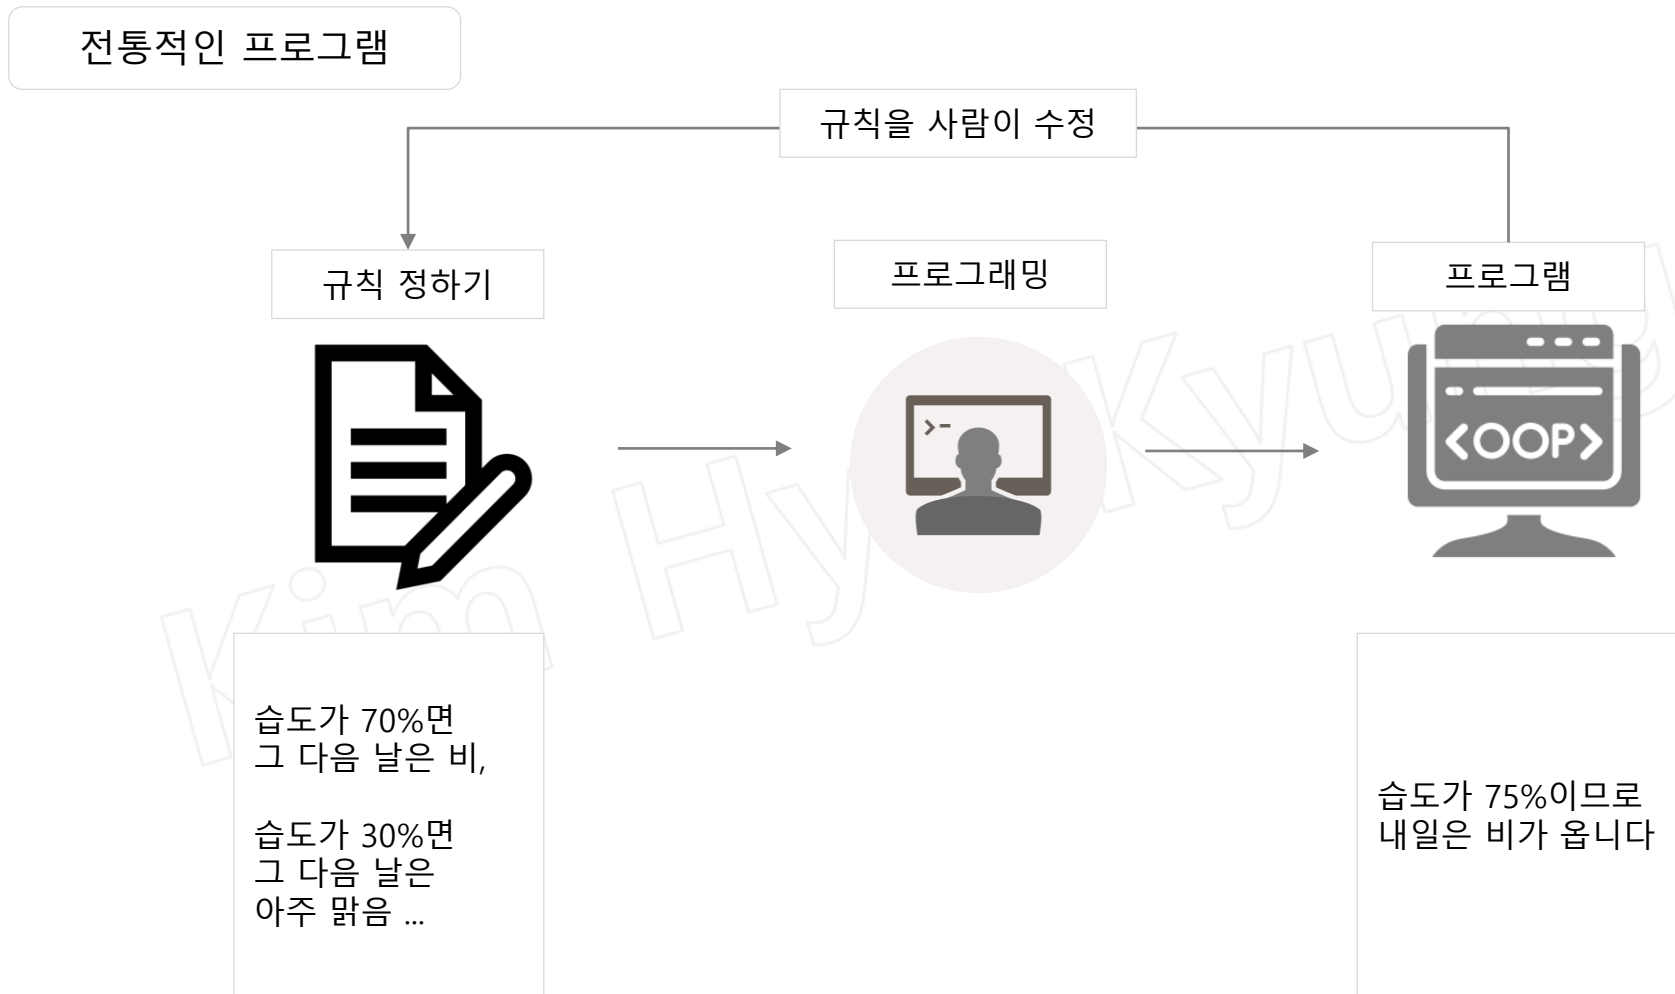 전통적인 프로그램
규칙을 사람이 수정
규칙 정하기
프로그래밍
프로그램
>-
<OOP>
습도가 70%면
그 다음 날은 비,
습도가 30%면
그 다음 날은
아주 맑음 ...
습도가 75%이므로
내일은 비가 옵니다
Kim Hy Kyung